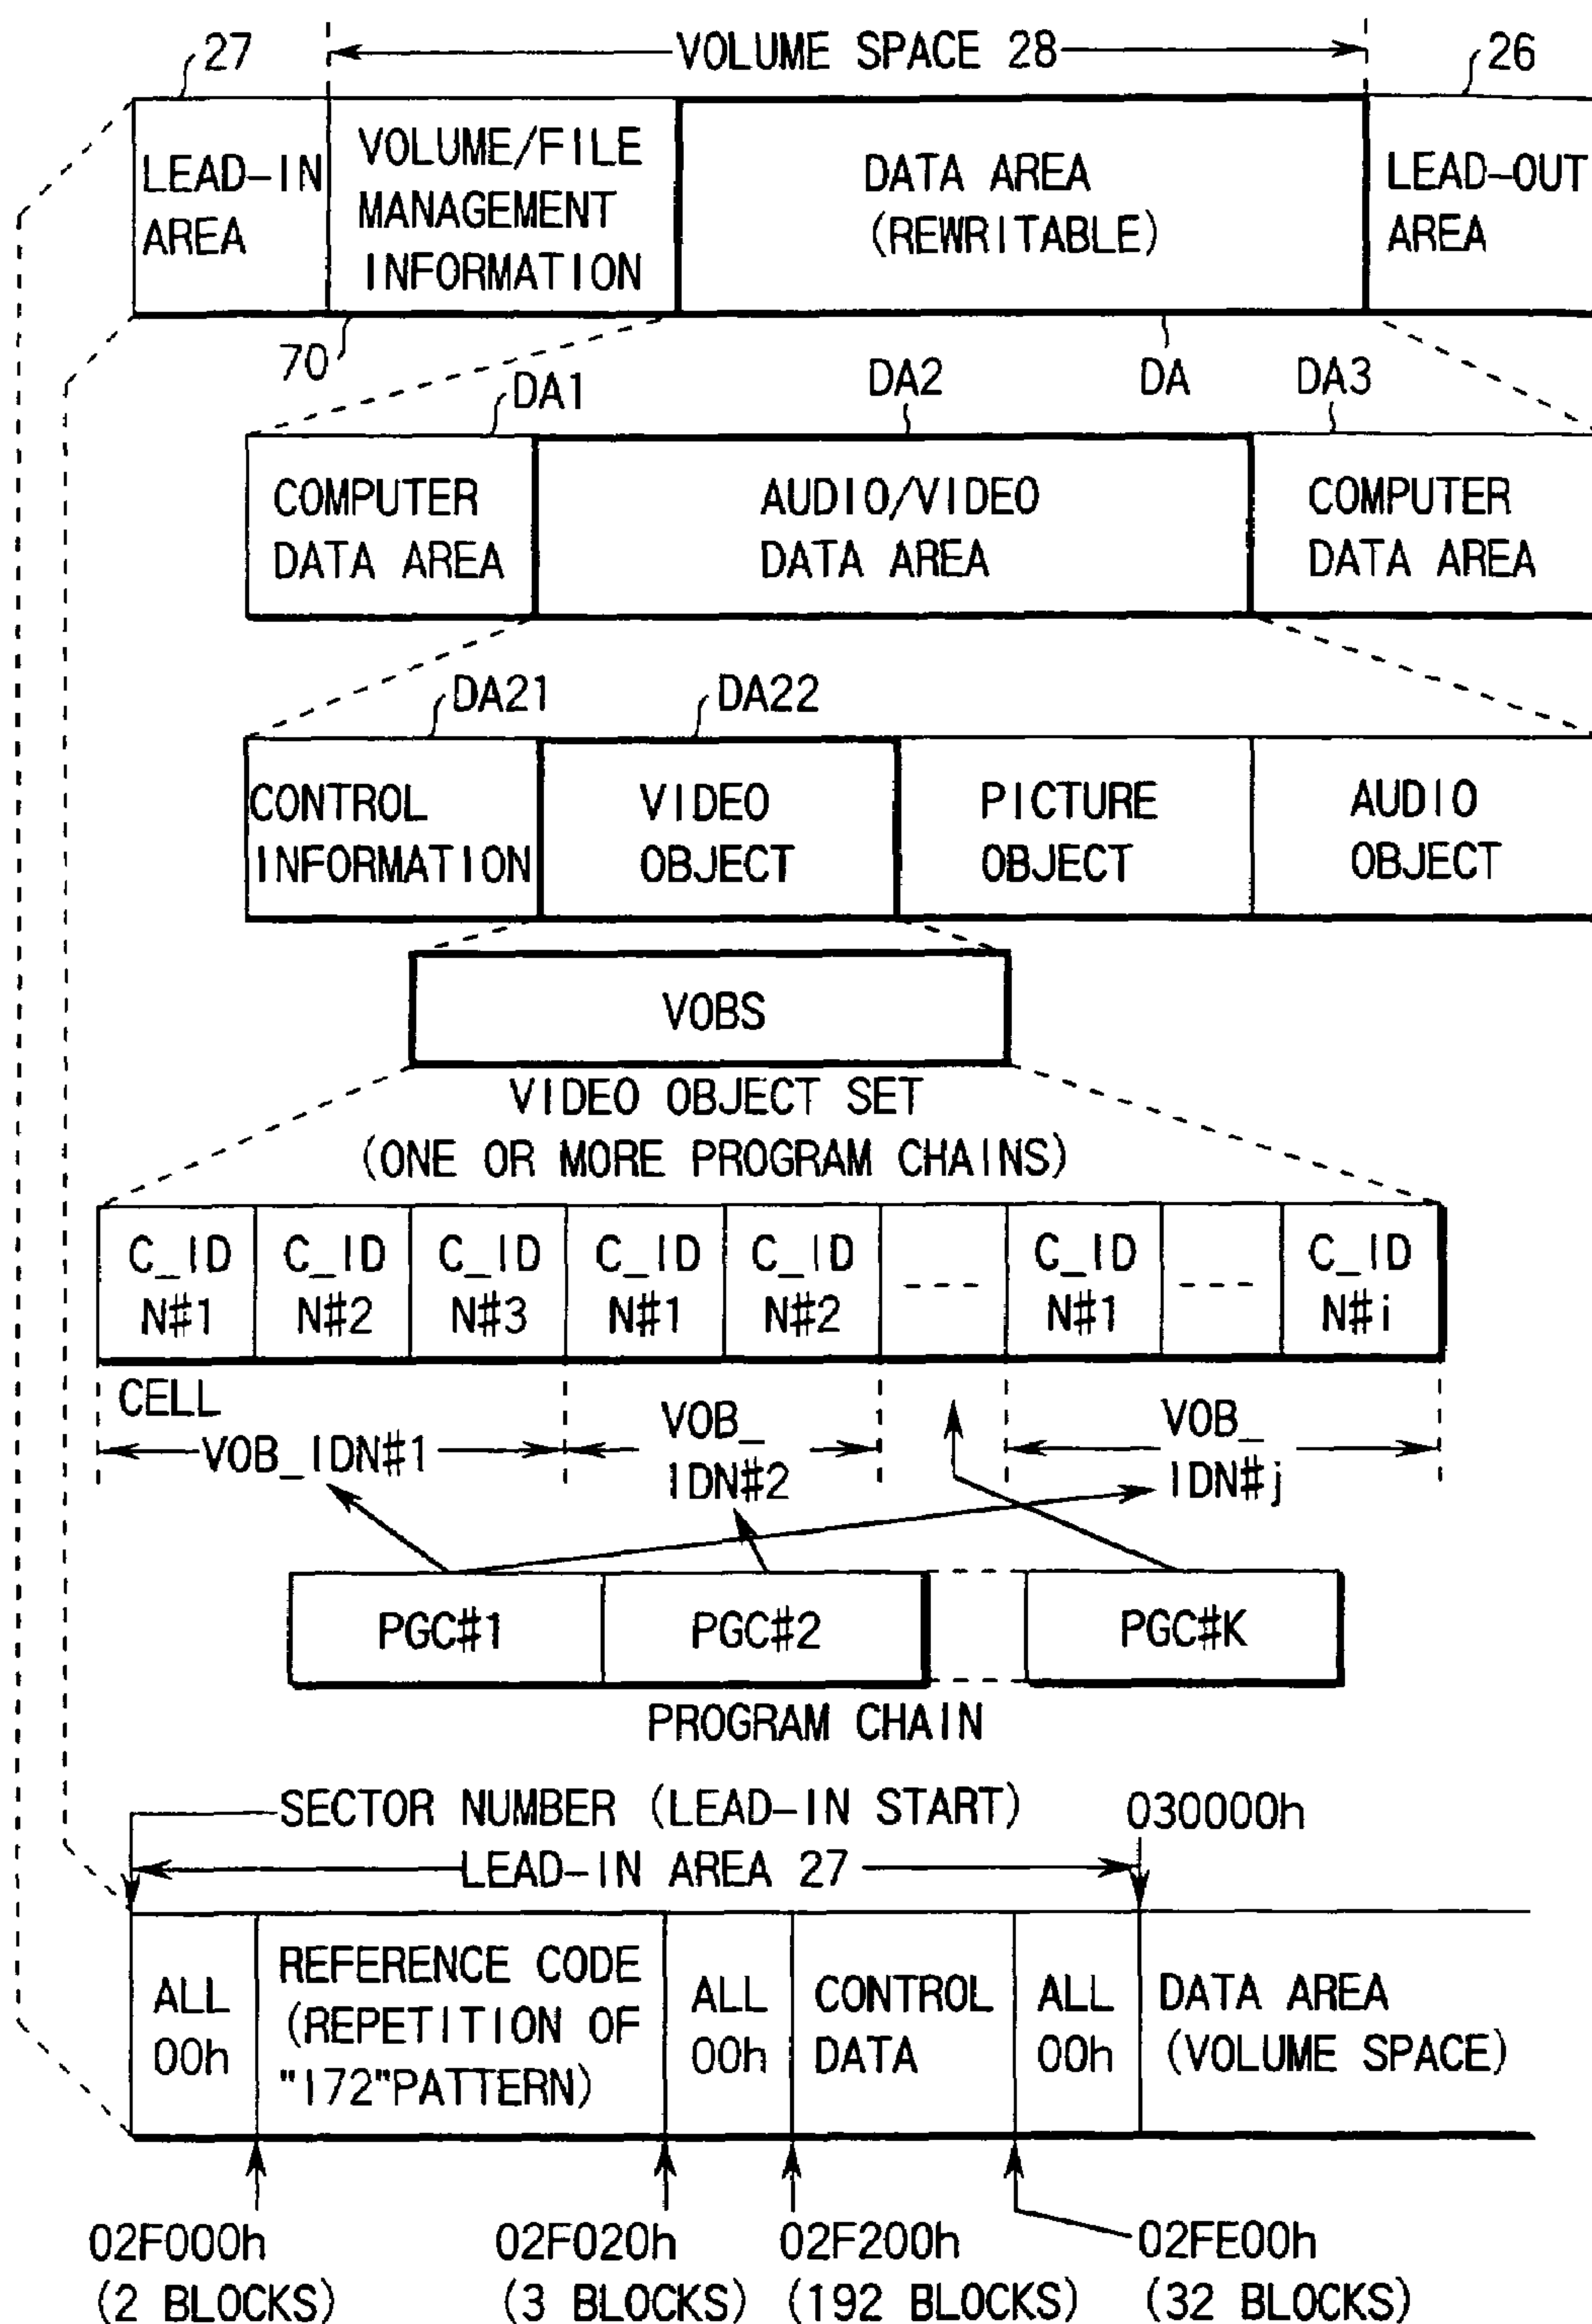 27
VOLUME SPACE 28
26
LEAD-IN
AREA
VOLUME/FILE
MANAGEMENT
INFORMATION
DATA AREA
(REWRITABLE)
LEAD-OUT
AREA
70
DA1
DA2
DA
DA3
COMPUTER
DATA AREA
AUDIO/VIDEO
DATA AREA
COMPUTER
DATA AREA
DA21
DA22
CONTROL
INFORMATION
VIDEO
OBJECT
PICTURE
OBJECT
AUDIO
OBJECT
VOBS
VIDEO OBJECT SET
(ONE OR MORE PROGRAM CHAINS)
C_ID
N#1
C_ID
N#2
C_ID
N#3
C_ID
N#1
C_ID
N#2
---
C_ID
N#1
---
C_ID
N#i
CELL
VOB_IDN#1
VOB_
IDN#2
VOB_
IDN#j
PGC#1
PGC#2
PGC#K
PROGRAM CHAIN
SECTOR NUMBER (LEAD-IN START)
030000h
LEAD-IN AREA 27
ALL
00h
REFERENCE CODE
(REPETITION OF
"172"PATTERN)
ALL
00h
CONTROL
DATA
ALL
00h
DATA AREA
(VOLUME SPACE)
02F000h
(2 BLOCKS)
02F020h
(3 BLOCKS)
02F200h
(192 BLOCKS)
02FE00h
(32 BLOCKS)